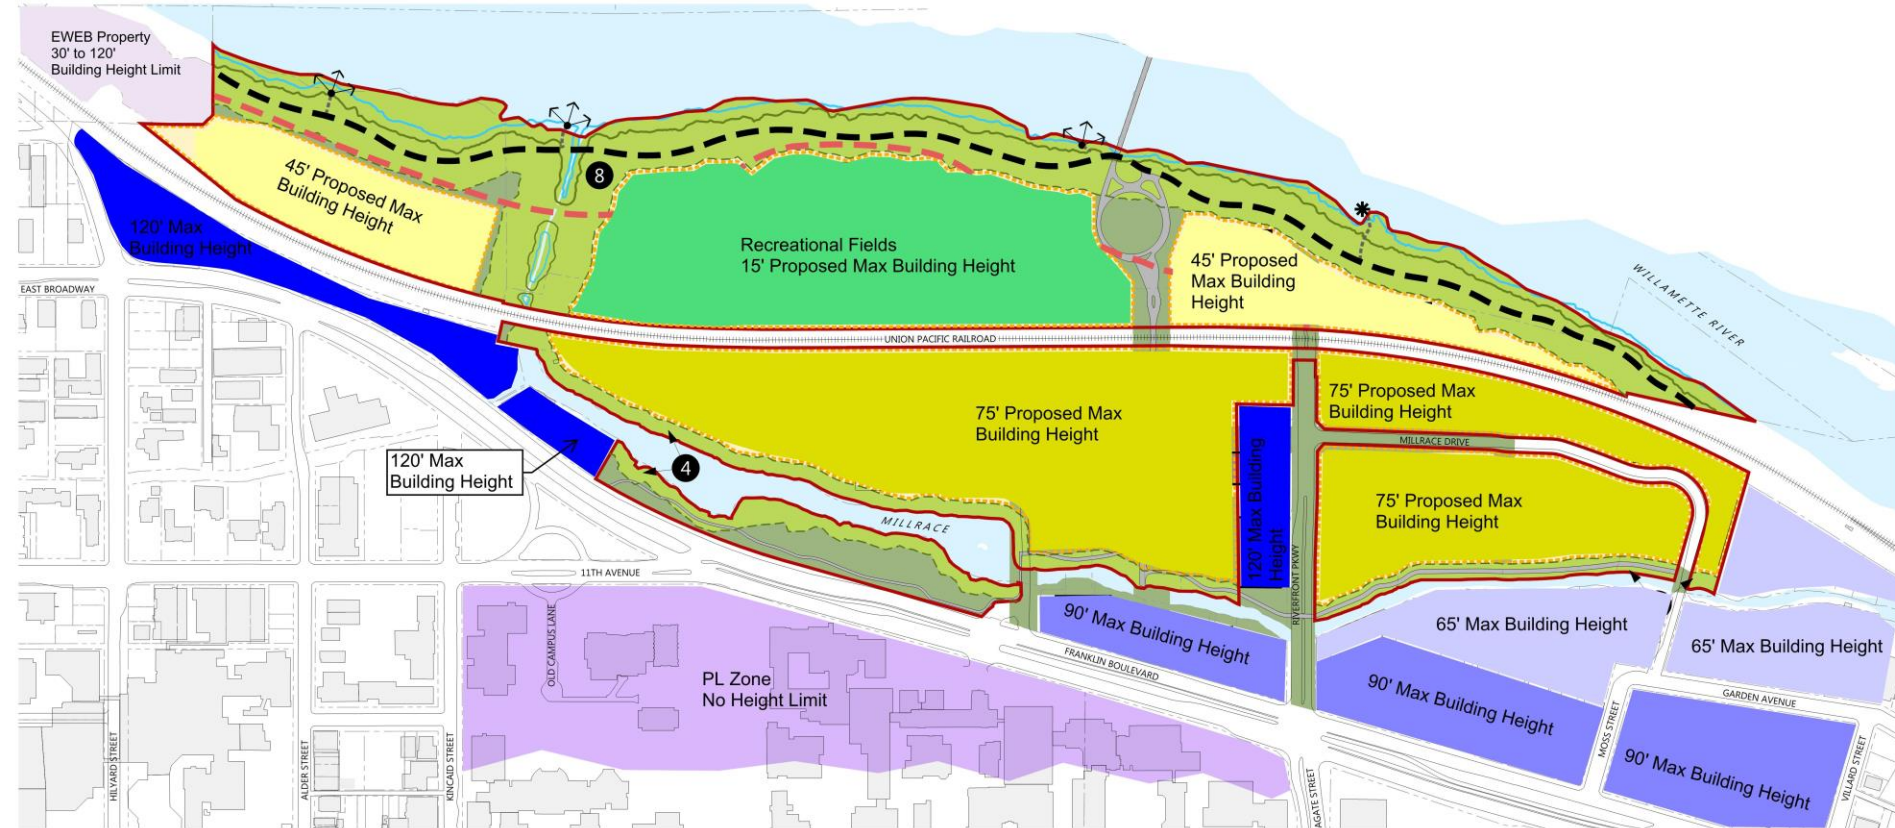 EWEB Property
30' to 120'
Building Height Limit
45' Proposed Max
Building Height
8
120' Max
Building Height
Recreational Fields
15' Proposed Max Building Height
45' Proposed
Max Building
Height
WILLAMETTE RIVER
EAST BROADWAY
UNION PACIFIC RAILROAD
75' Proposed Max
Building Height
75' Proposed Max
Building Height
MILLRACE DRIVE
120' Max
Building Height
4
120' Max Building
Height
75' Proposed Max
Building Height
MILLRACE
11TH AVENUE
RIVERFRONT PKWY
OLD CAMPUS LANE
90' Max Building Height
65' Max Building Height
65' Max Building Height
FRANKLIN BOULEVARD
PL Zone
No Height Limit
90' Max Building Height
GARDEN AVENUE
MOSS STREET
90' Max Building Height
HILYARD STREET
ALDER STREET
KINCAID STREET
AGATE STREET
VILLARD STREET